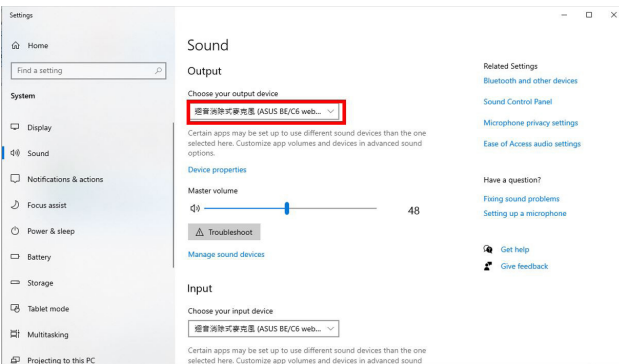 Settings
Home
Find a setting
System
Display
Sound
Notifications & actions
Focus assist
Power & sleep
Battery
Storage
Tablet mode
Multitasking
Projecting to this PC
Sound
Output
Choose your output device
迴音消除式麥克風 (ASUS BE/C6 web...
Certain apps may be set up to use different sound devices than the one
selected here. Customize app volumes and devices in advanced sound
options.
Device properties
Master volume
48
Troubleshoot
Manage sound devices
Input
Choose your input device
迴音消除式麥克風 (ASUS BE/C6 web...
Certain apps may be set up to use different sound devices than the one
selected here. Customize app volumes and devices in advanced sound
Related Settings
Bluetooth and other devices
Sound Control Panel
Microphone privacy settings
Ease of Access audio settings
Have a question?
Fixing sound problems
Setting up a microphone
Get help
Give feedback